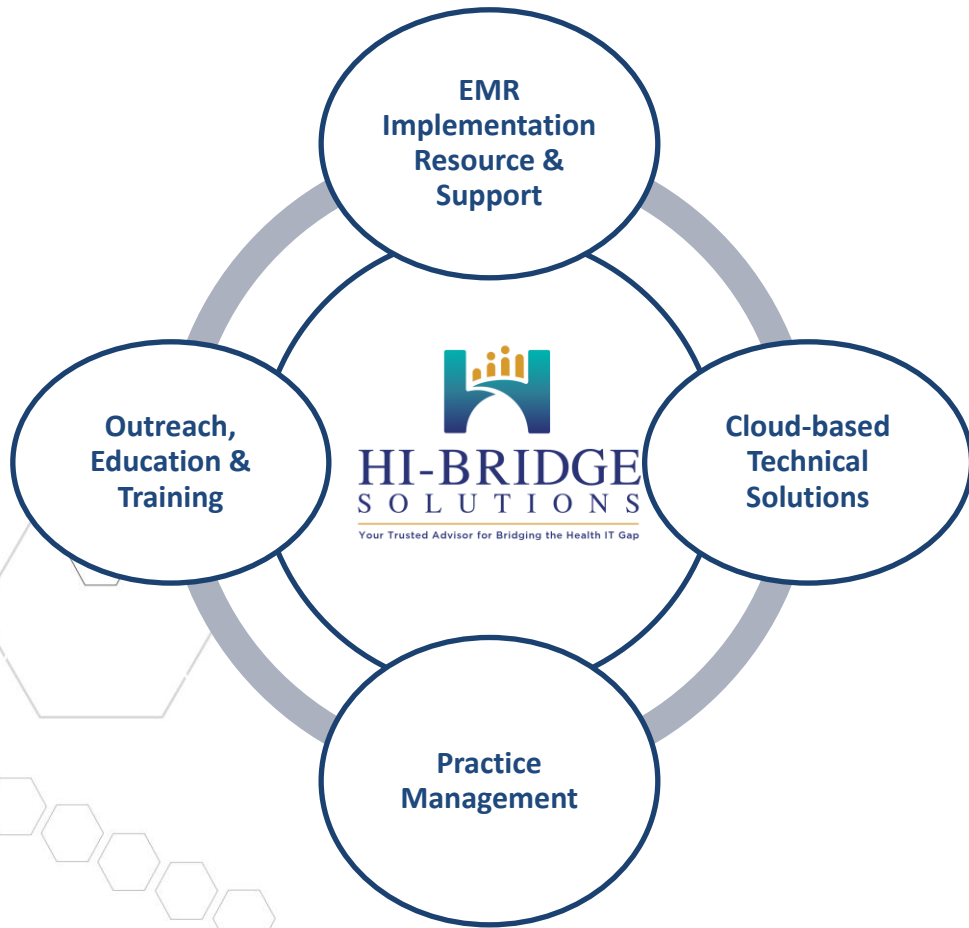 EMR
Implementation
Resource &
Support
Outreach,
Education &
Training
HI-BRIDGE
SOLUTIONS
Your Trusted Advisor for Bridging the Health IT Gap
Cloud-based
Technical
Solutions
Practice
Management